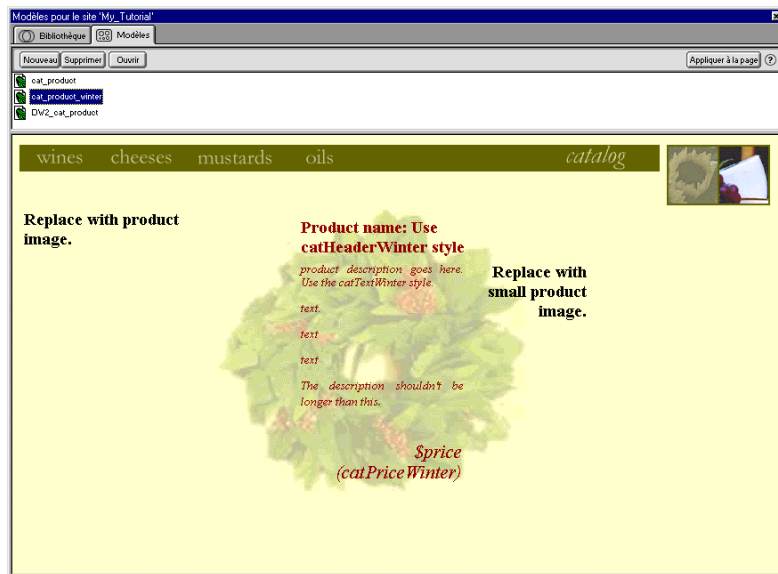 Modèles pour le site 'My_Tutorial'
Bibliothèque Modèles
Nouveau Supprimer Ouvrir Appliquer à la page ?
cat_product
cat_product_winter
DW2_cat_product
wines cheeses mustards oils catalog
Replace with product
image.
Product name: Use
catHeaderWinter style
product description goes here.
Use the catTextWinter style.
Replace with
small product
image.
text.
text
text
The description shouldn't be
longer than this.
$price
(catPriceWinter)